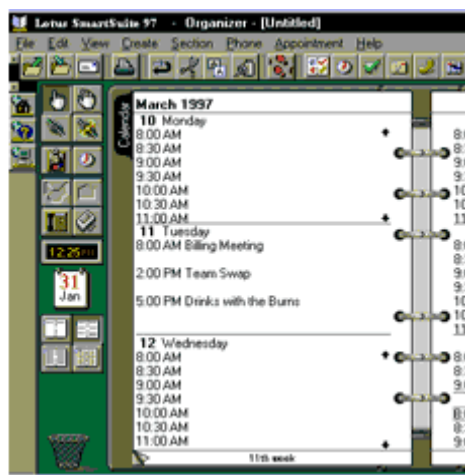 Lotus SmartSuite 97 - Organizer - [Untitled]
File Edit View Create Section Phone Appointment Help
Calendar
March 1997
10 Monday
8:00 AM
8:30 AM
9:00 AM
9:30 AM
10:00 AM
10:30 AM
11:00 AM
11 Tuesday
8:00 AM Billing Meeting
2:00 PM Team Swap
5:00 PM Drinks with the Burns
12 Wednesday
8:00 AM
8:30 AM
9:00 AM
9:30 AM
10:00 AM
10:30 AM
11:00 AM
11th week
12:25PM
31
Jan